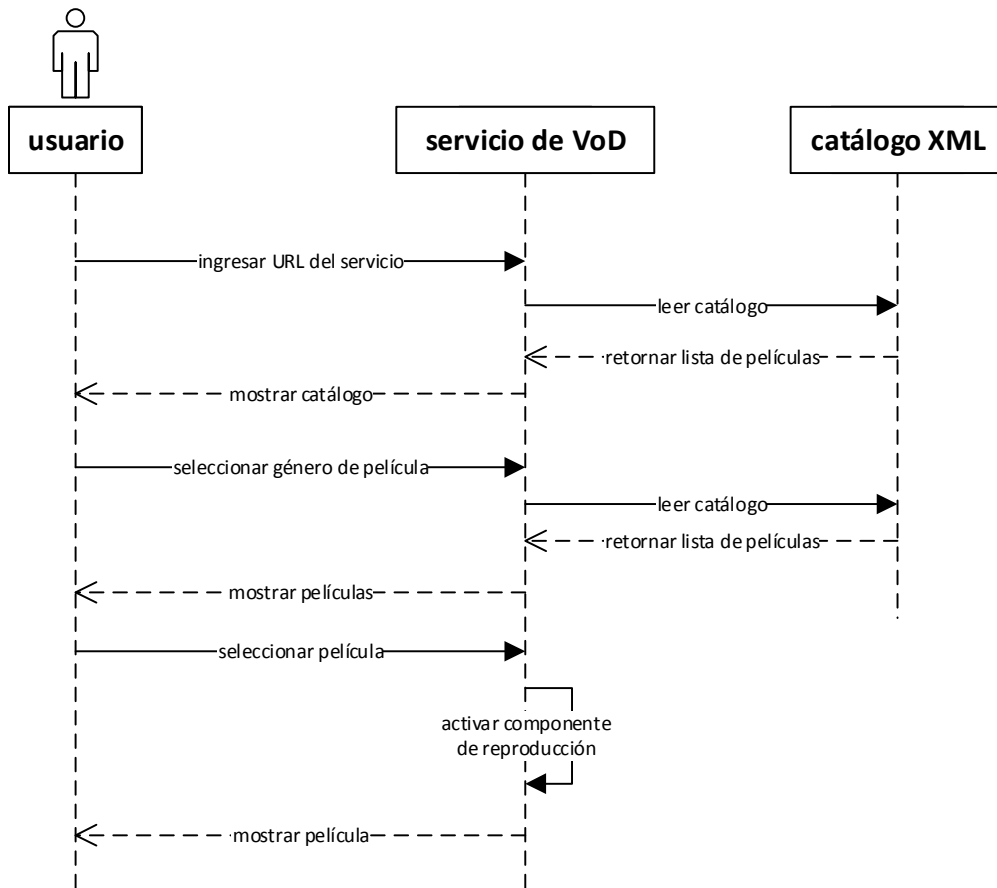 usuario
servicio de VoD
catálogo XML
ingresar URL del servicio
leer catálogo
retornar lista de películas
mostrar catálogo
seleccionar género de película
leer catálogo
retornar lista de películas
mostrar películas
seleccionar película
activar componente
de reproducción
mostrar película